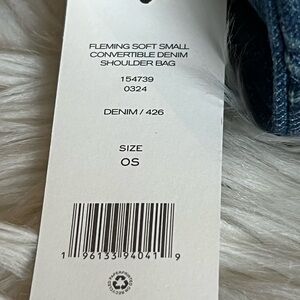 FLEMING SOFT SMALL
CONVERTIBLE DENIM
SHOULDER BAG
154739
0324
DENIM / 426
SIZE
OS
1 96133 94041 9